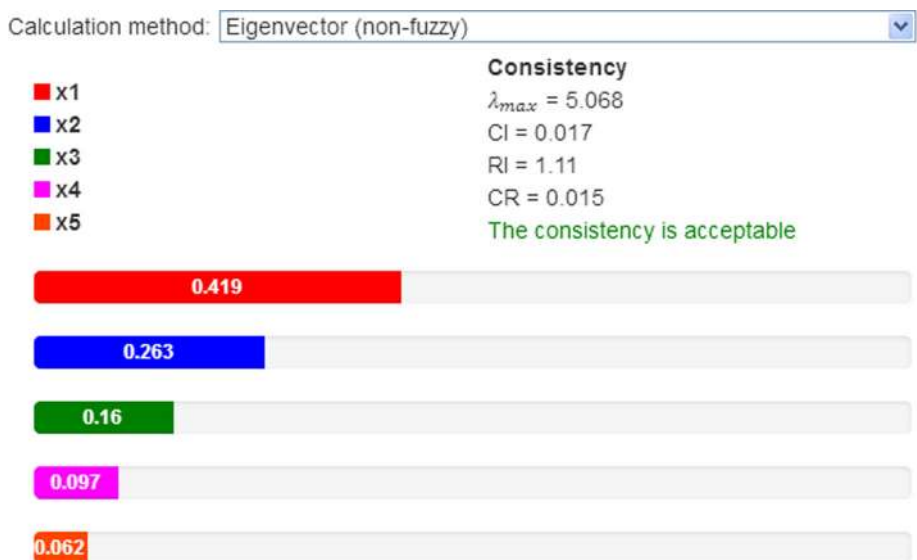 Calculation method: Eigenvector (non-fuzzy)
Consistency
x1
λmax = 5.068
x2
CI = 0.017
x3
RI = 1.11
x4
CR = 0.015
x5
The consistency is acceptable
0.419
0.263
0.16
0.097
0.062